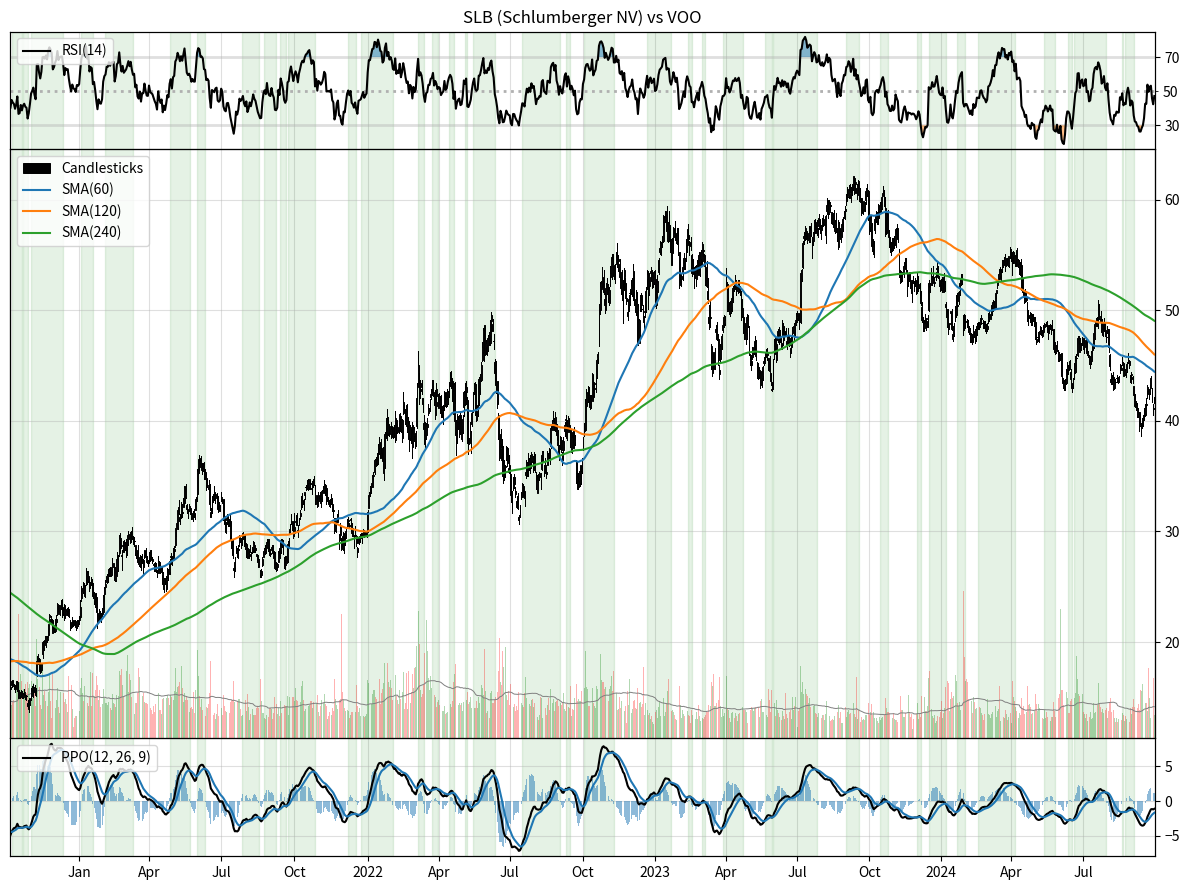 SLB (Schlumberger NV) vs VOO
RSI(14)
70
50
30
Candlesticks
SMA(60)
SMA(120)
SMA(240)
60
50
40
30
20
PPO(12, 26, 9)
5
0
−5
Jan Apr Jul Oct 2022 Apr Jul Oct 2023 Apr Jul Oct 2024 Apr Jul